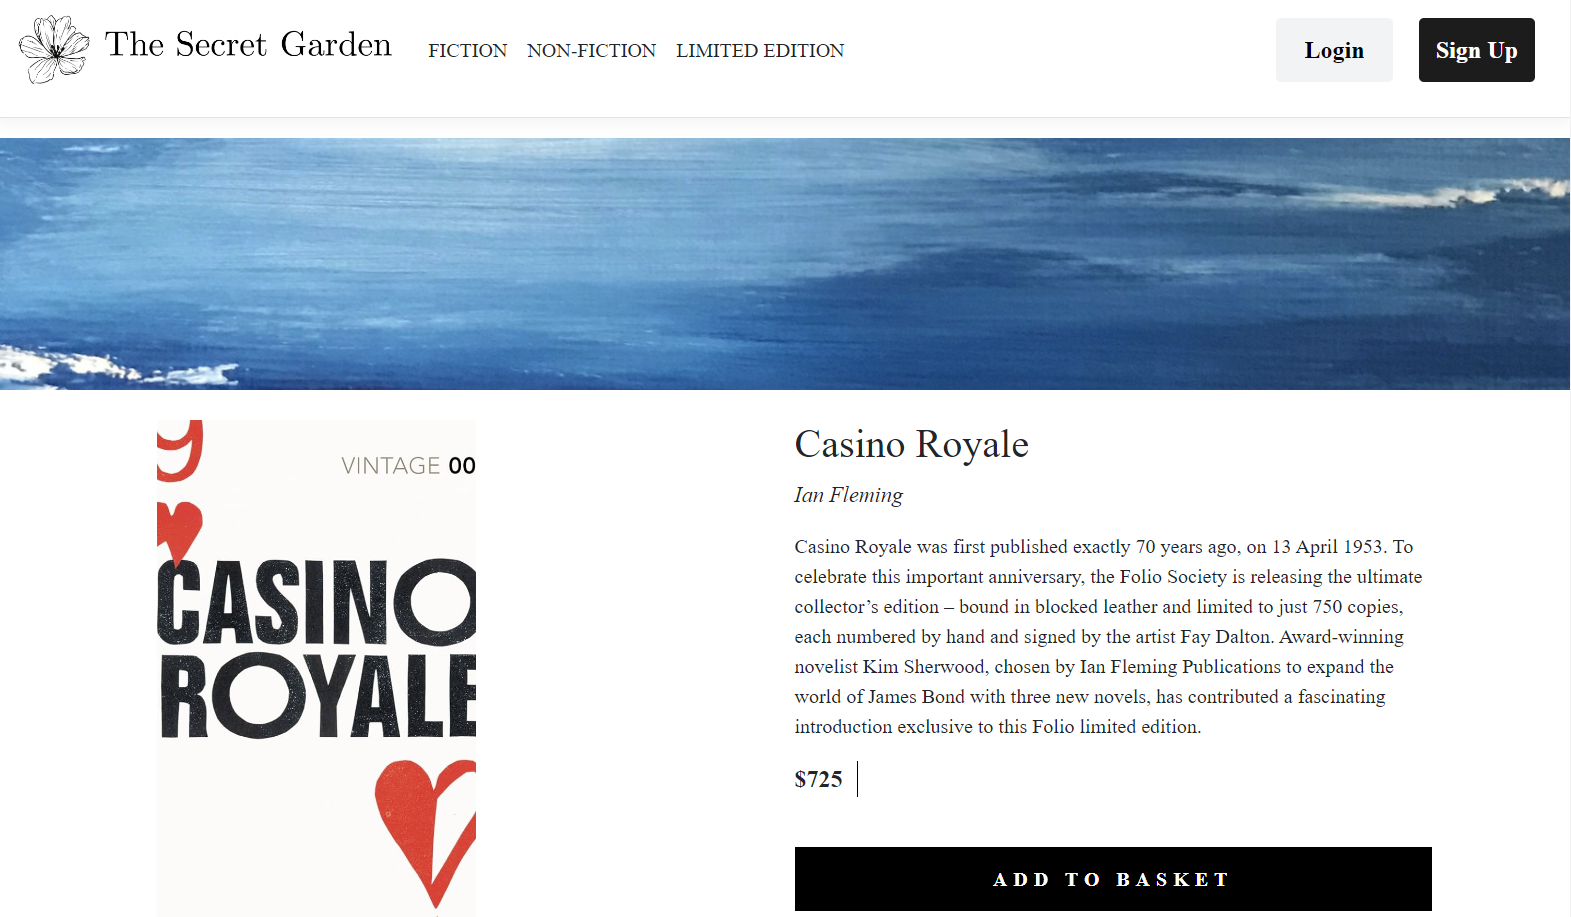 The Secret Garden
FICTION NON-FICTION LIMITED EDITION
Login
Sign Up
9
VINTAGE 00
CASINO
ROYALE
Casino Royale
Ian Fleming
Casino Royale was first published exactly 70 years ago, on 13 April 1953. To
celebrate this important anniversary, the Folio Society is releasing the ultimate
collector’s edition – bound in blocked leather and limited to just 750 copies,
each numbered by hand and signed by the artist Fay Dalton. Award-winning
novelist Kim Sherwood, chosen by Ian Fleming Publications to expand the
world of James Bond with three new novels, has contributed a fascinating
introduction exclusive to this Folio limited edition.
$725
ADD TO BASKET